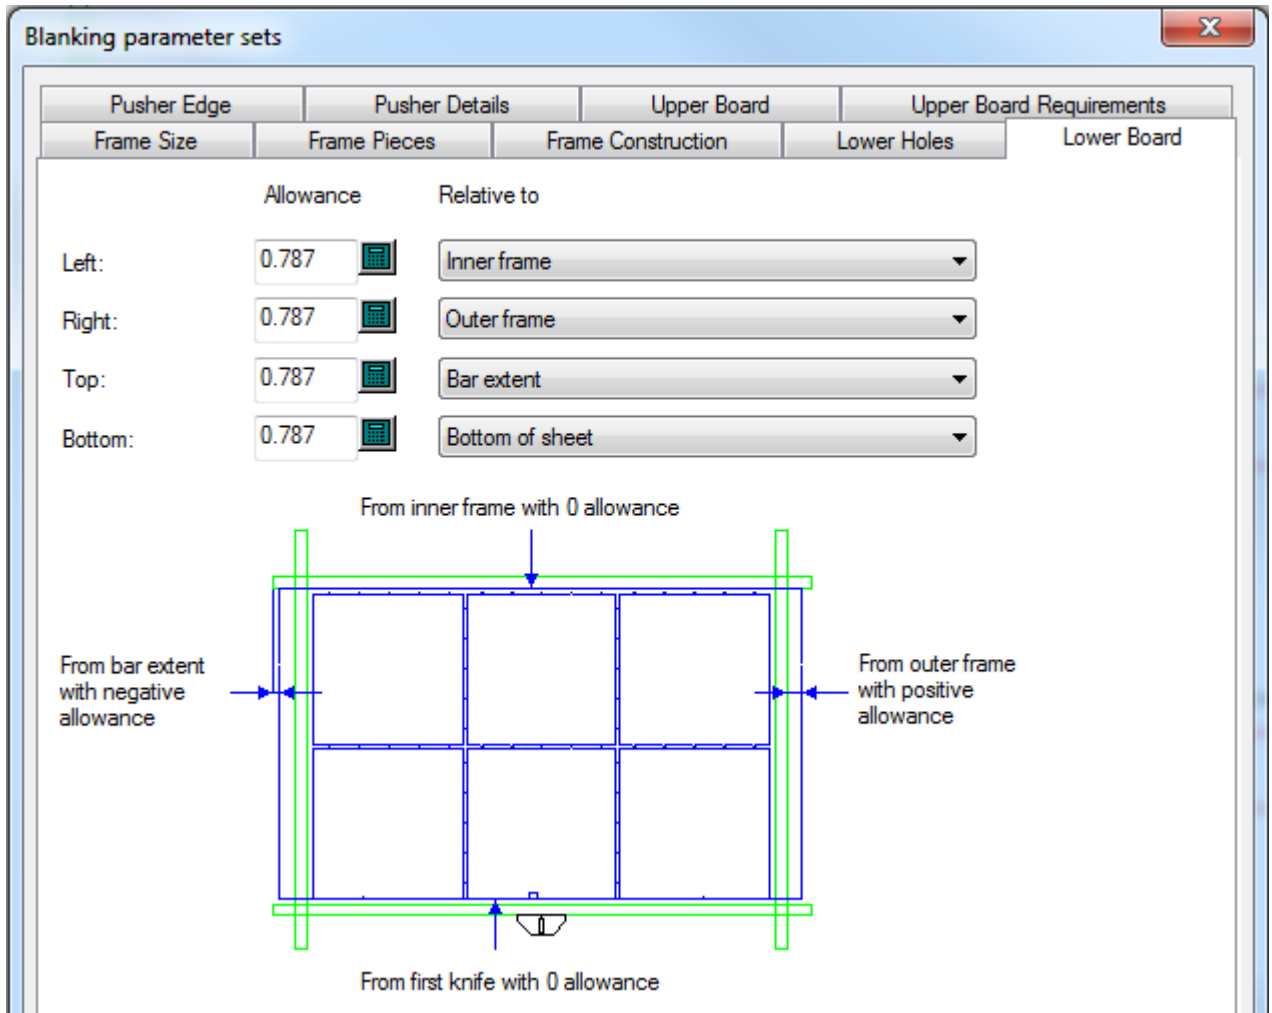 Blanking parameter sets
Pusher Edge Pusher Details Upper Board Upper Board Requirements
Frame Size Frame Pieces Frame Construction Lower Holes Lower Board
Allowance Relative to
Left: 0.787 Inner frame
Right: 0.787 Outer frame
Top: 0.787 Bar extent
Bottom: 0.787 Bottom of sheet
From inner frame with 0 allowance
From bar extent
with negative
allowance
From outer frame
with positive
allowance
From first knife with 0 allowance